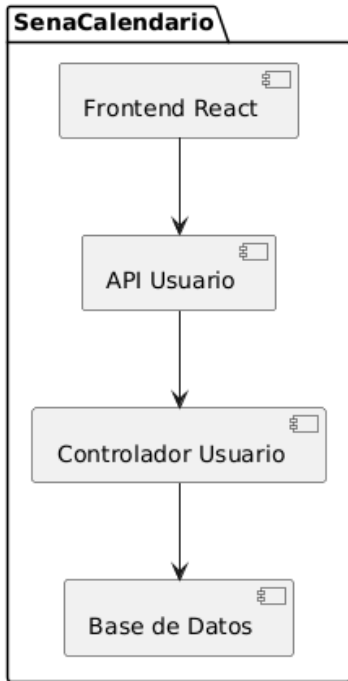 SenaCalendario
Frontend React
API Usuario
Controlador Usuario
Base de Datos